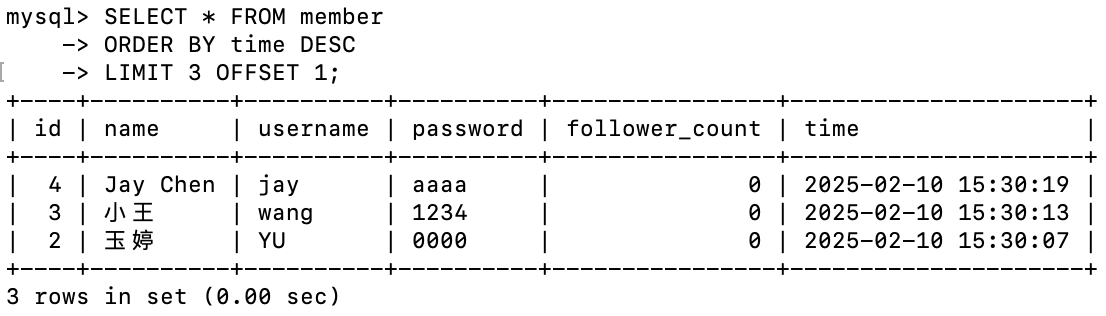 mysql> SELECT * FROM member
    -> ORDER BY time DESC
    -> LIMIT 3 OFFSET 1;
+----+----------+----------+----------+----------------+---------------------+
| id | name     | username | password | follower_count | time                |
+----+----------+----------+----------+----------------+---------------------+
|  4 | Jay Chen | jay      | aaaa     |              0 | 2025-02-10 15:30:19 |
|  3 | 小王     | wang     | 1234     |              0 | 2025-02-10 15:30:13 |
|  2 | 玉婷     | YU       | 0000     |              0 | 2025-02-10 15:30:07 |
+----+----------+----------+----------+----------------+---------------------+
3 rows in set (0.00 sec)